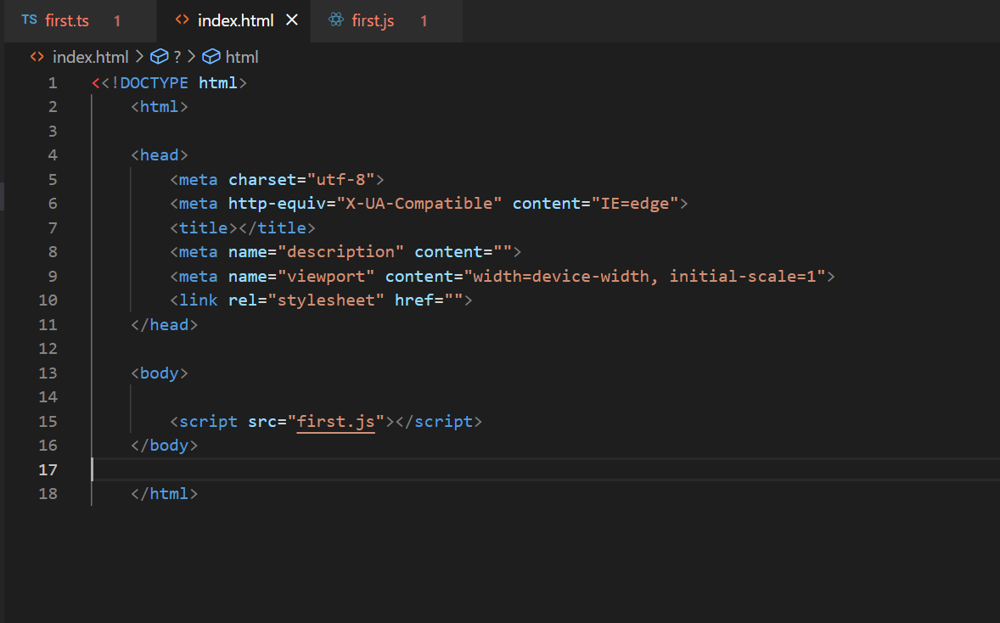 TS first.ts 1 <> index.html × first.js 1
<> index.html > ? > html
1 <<!DOCTYPE html>
2 <html>
3
4 <head>
5 <meta charset="utf-8">
6 <meta http-equiv="X-UA-Compatible" content="IE=edge">
7 <title></title>
8 <meta name="description" content="">
9 <meta name="viewport" content="width=device-width, initial-scale=1">
10 <link rel="stylesheet" href="">
11 </head>
12
13 <body>
14
15 <script src="first.js"></script>
16 </body>
17
18 </html>